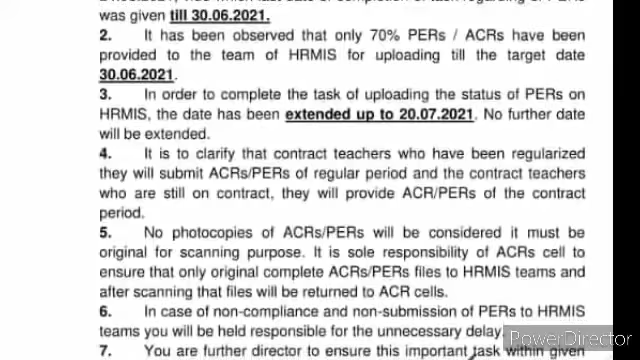 was given till 30.06.2021.
2. It has been observed that only 70% PERs / ACRs have been
provided to the team of HRMIS for uploading till the target date
30.06.2021.
3. In order to complete the task of uploading the status of PERs on
HRMIS, the date has been extended up to 20.07.2021. No further date
will be extended.
4. It is to clarify that contract teachers who have been regularized
they will submit ACRs/PERs of regular period and the contract teachers
who are still on contract, they will provide ACR/PERs of the contract
period.
5. No photocopies of ACRs/PERs will be considered it must be
original for scanning purpose. It is sole responsibility of ACRs cell to
ensure that only original complete ACRs/PERs files to HRMIS teams and
after scanning that files will be returned to ACR cells.
6. In case of non-compliance and non-submission of PERs to HRMIS
teams you will be held responsible for the unnecessary delay.
PowerDirector
7. You are further director to ensure this important task within given